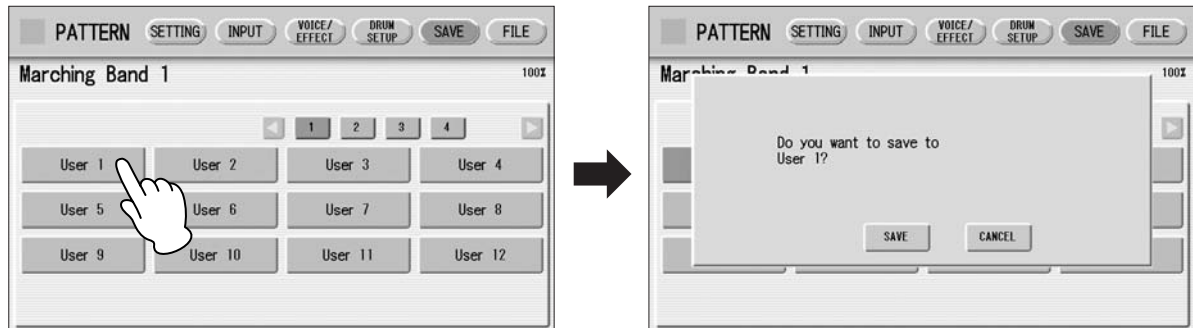 PATTERN SETTING INPUT VOICE/EFFECT DRUM SETUP SAVE FILE
Marching Band 1 100%
1 2 3 4
User 1 User 2 User 3 User 4
User 5 User 6 User 7 User 8
User 9 User 10 User 11 User 12
PATTERN SETTING INPUT VOICE/EFFECT DRUM SETUP SAVE FILE
Marching Band 1 100%
Do you want to save to
User 1?
SAVE CANCEL